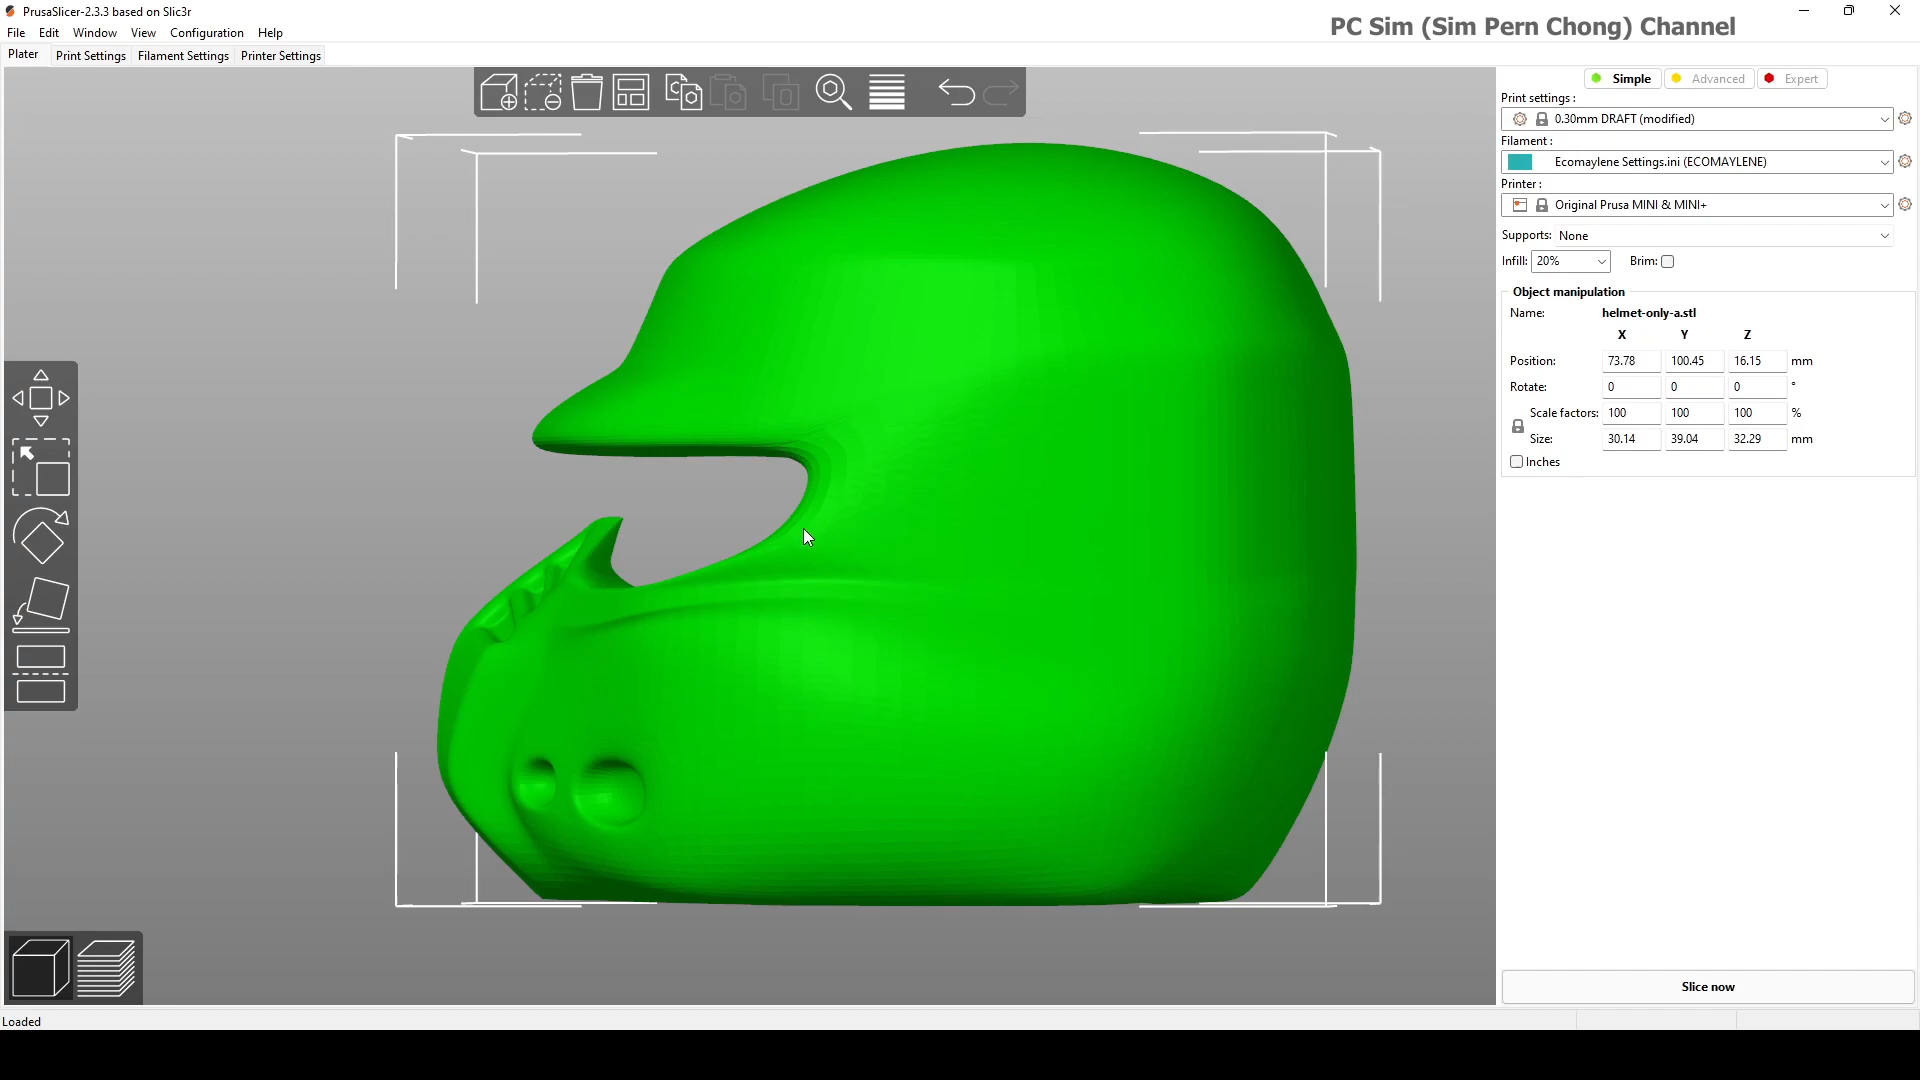 PrusaSlicer-2.3.3 based on Slic3r
File Edit Window View Configuration Help
PC Sim (Sim Pern Chong) Channel
Plater Print Settings Filament Settings Printer Settings
Simple Advanced Expert
Print settings :
0.30mm DRAFT (modified)
Filament :
Ecomaylene Settings.ini (ECOMAYLENE)
Printer :
Original Prusa MINI & MINI+
Supports: None
Infill: 20% Brim:
Object manipulation
Name: helmet-only-a.stl
X Y Z
Position: 73.78 100.45 16.15 mm
Rotate: 0 0 0 °
Scale factors: 100 100 100 %
Size: 30.14 39.04 32.29 mm
Inches
Slice now
Loaded